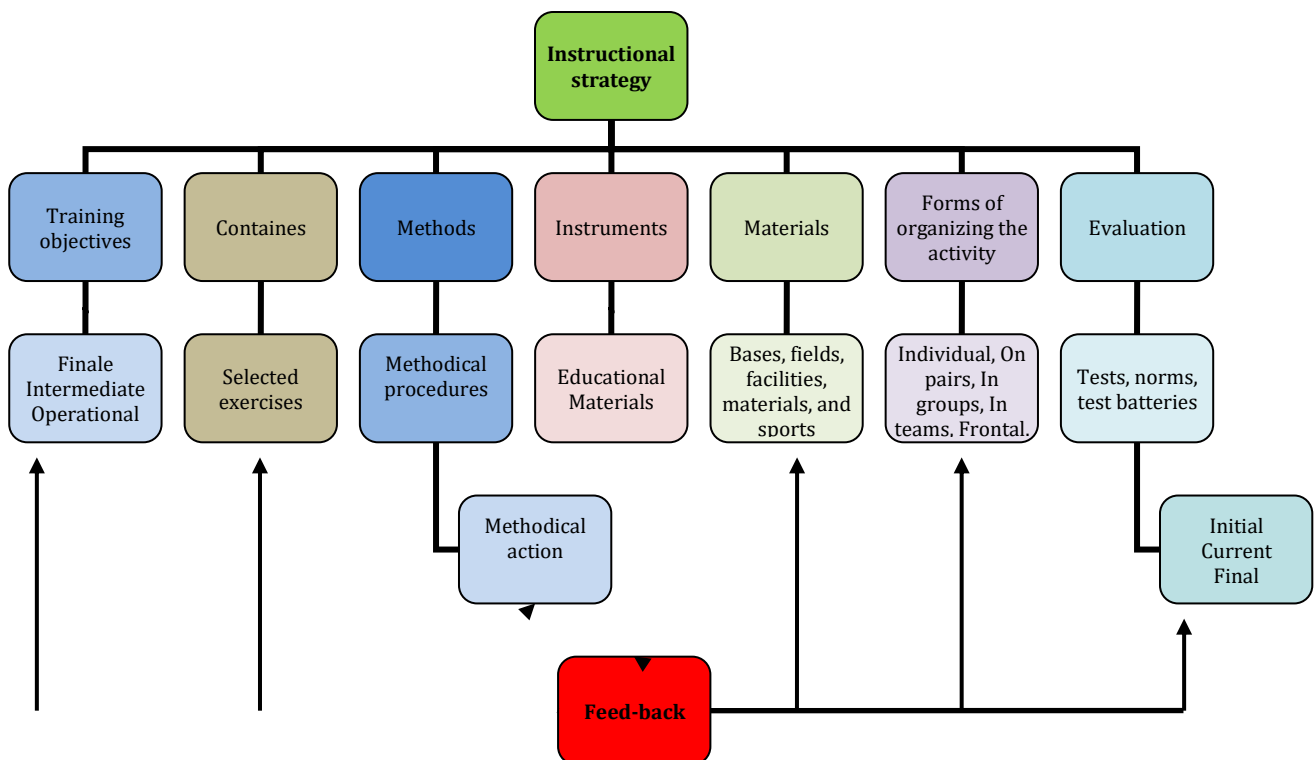 Instructional
strategy
Training
objectives
Containes
Methods
Instruments
Materials
Forms of
organizing the
activity
Evaluation
Finale
Intermediate
Operational
Selected
exercises
Methodical
procedures
Educational
Materials
Bases, fields,
facilities,
materials, and
sports
Individual, On
pairs, In
groups, In
teams, Frontal.
Tests, norms,
test batteries
Methodical
action
Initial
Current
Final
Feed-back